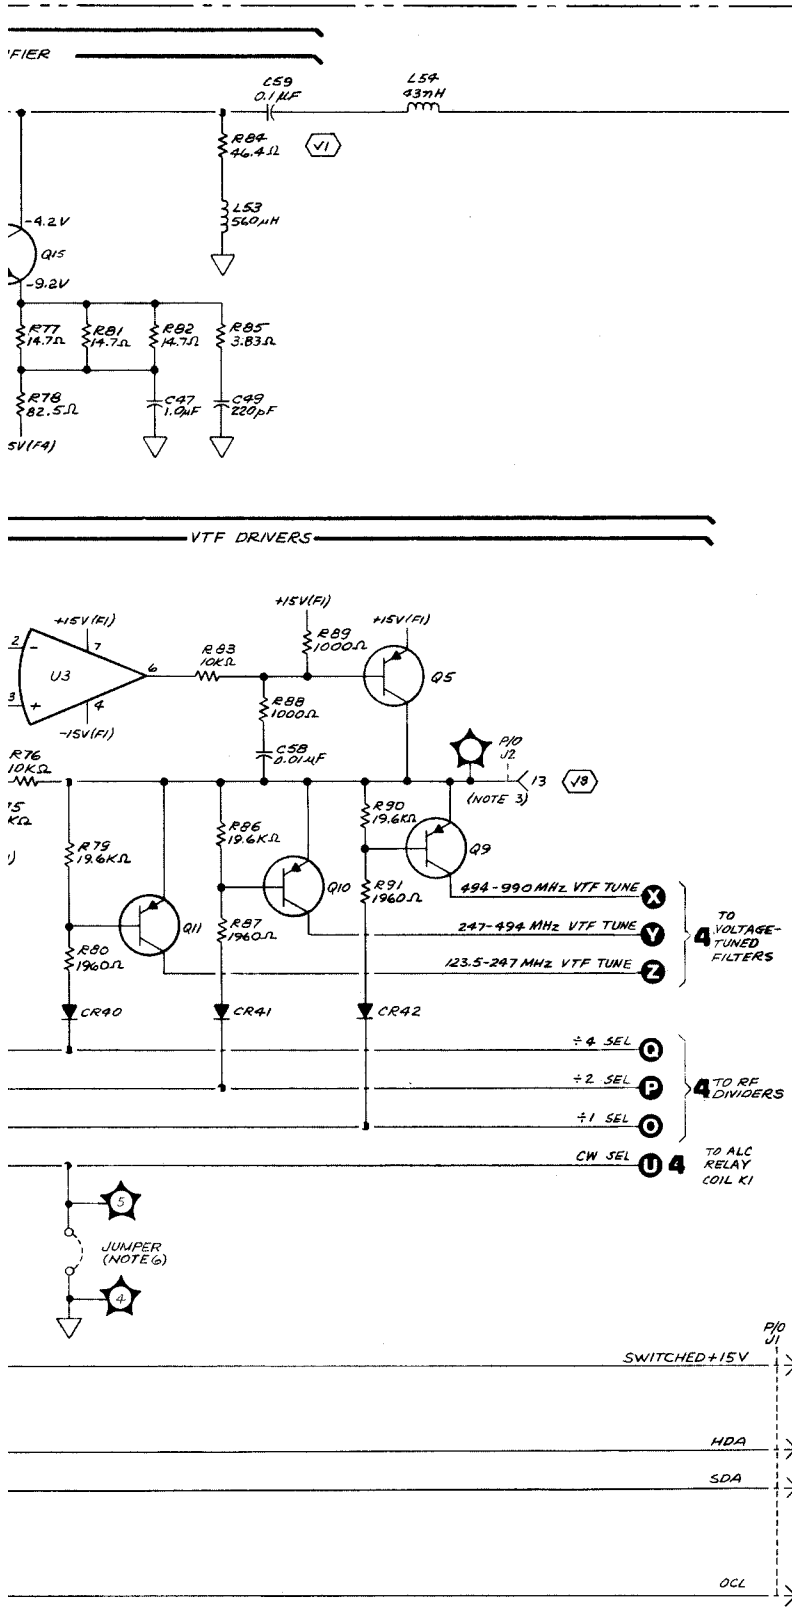 FIER
C59
0.1µF
L54
43nH
R84
46.4Ω
√1
L53
560µH
-4.2V
Q15
-9.2V
R77
14.7Ω
R81
14.7Ω
R82
14.7Ω
R85
3.83Ω
R78
82.5Ω
C47
1.0µF
C49
220pF
5V(F4)
VTF DRIVERS
+15V(F1)
+15V(F1)
+15V(F1)
R89
1000Ω
2
-
7
R83
10KΩ
6
U3
Q5
3
+
4
R88
1000Ω
-15V(F1)
C58
0.01µF
P/O
J2
R76
10KΩ
13
√8
(NOTE 3)
75
KΩ
R79
19.6KΩ
R86
19.6KΩ
R90
19.6KΩ
Q9
)
Q10
R91
1960Ω
494-990 MHz VTF TUNE X
Q11
R87
1960Ω
247-494 MHz VTF TUNE Y
4 TO
VOLTAGE-
TUNED
FILTERS
R80
1960Ω
123.5-247 MHz VTF TUNE Z
CR40
CR41
CR42
÷4 SEL Q
÷2 SEL P
4 TO RF
DIVIDERS
÷1 SEL O
CW SEL U 4 TO ALC
RELAY
COIL K1
5
JUMPER
(NOTE 6)
4
P/O
J1
SWITCHED +15V
HDA
SDA
OCL